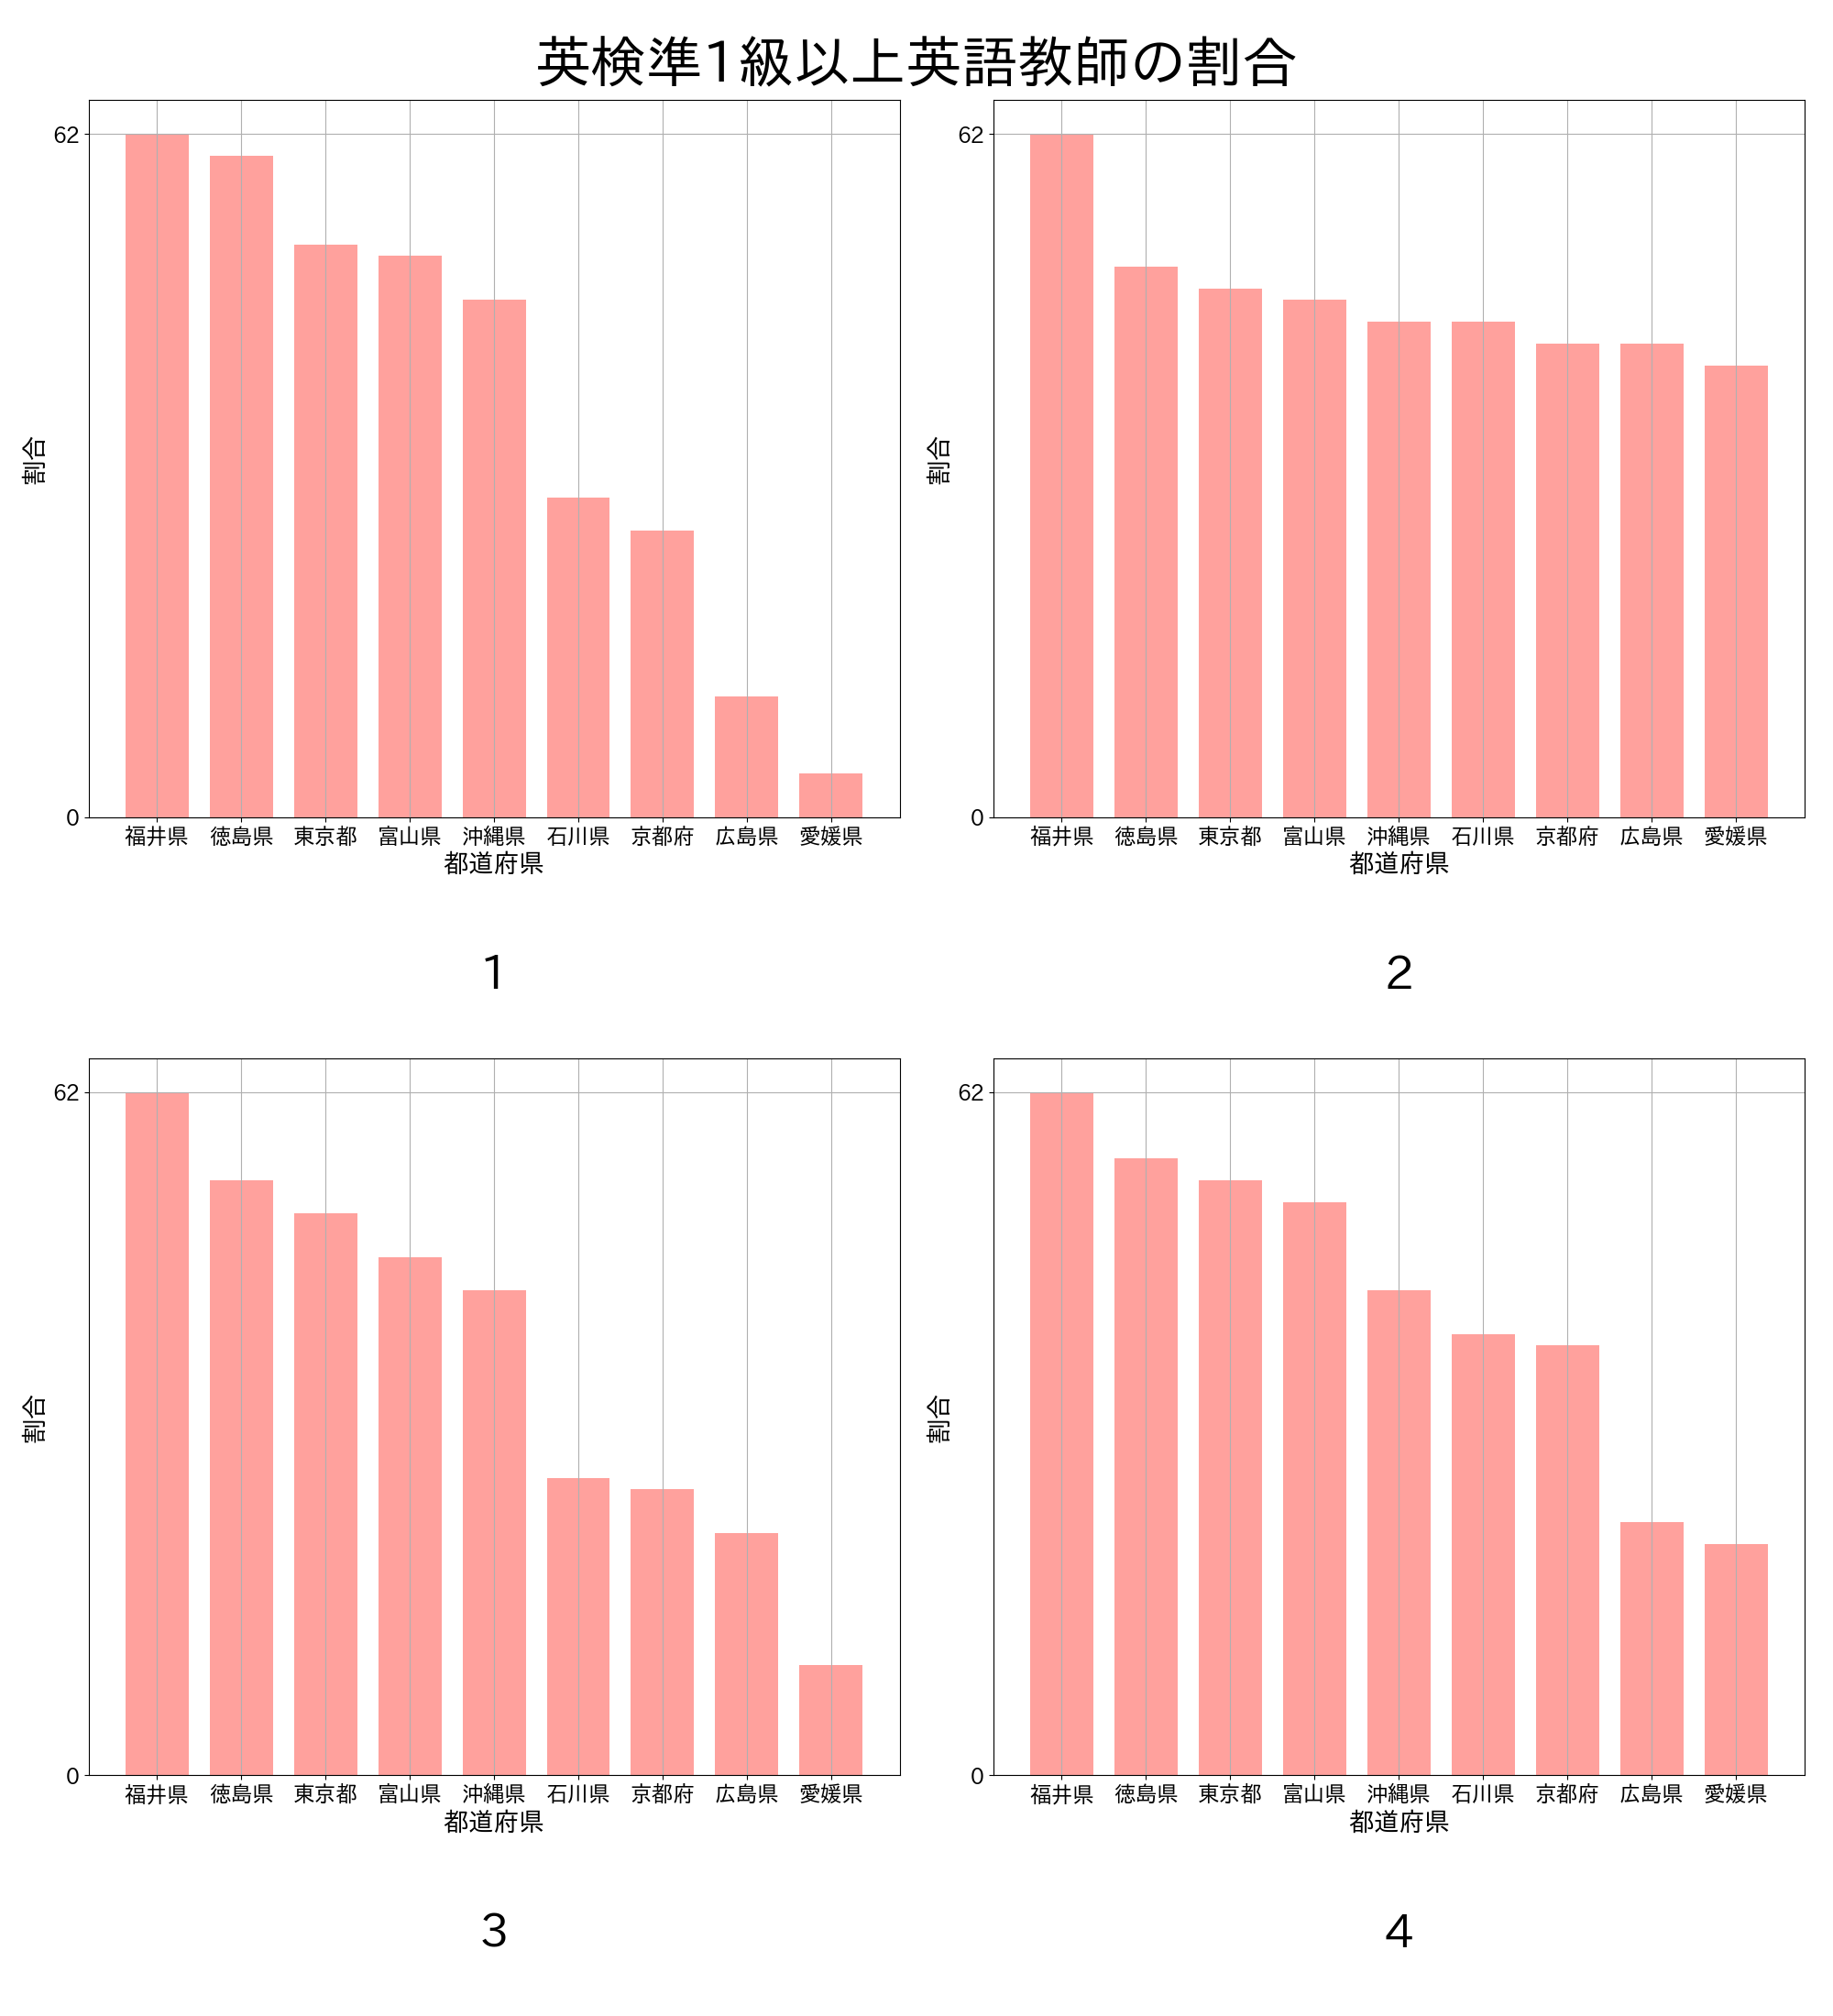 英検準1級以上英語教師の割合
62
0
割合
福井県 徳島県 東京都 富山県 沖縄県 石川県 京都府 広島県 愛媛県
都道府県
1
62
0
割合
福井県 徳島県 東京都 富山県 沖縄県 石川県 京都府 広島県 愛媛県
都道府県
2
62
0
割合
福井県 徳島県 東京都 富山県 沖縄県 石川県 京都府 広島県 愛媛県
都道府県
3
62
0
割合
福井県 徳島県 東京都 富山県 沖縄県 石川県 京都府 広島県 愛媛県
都道府県
4